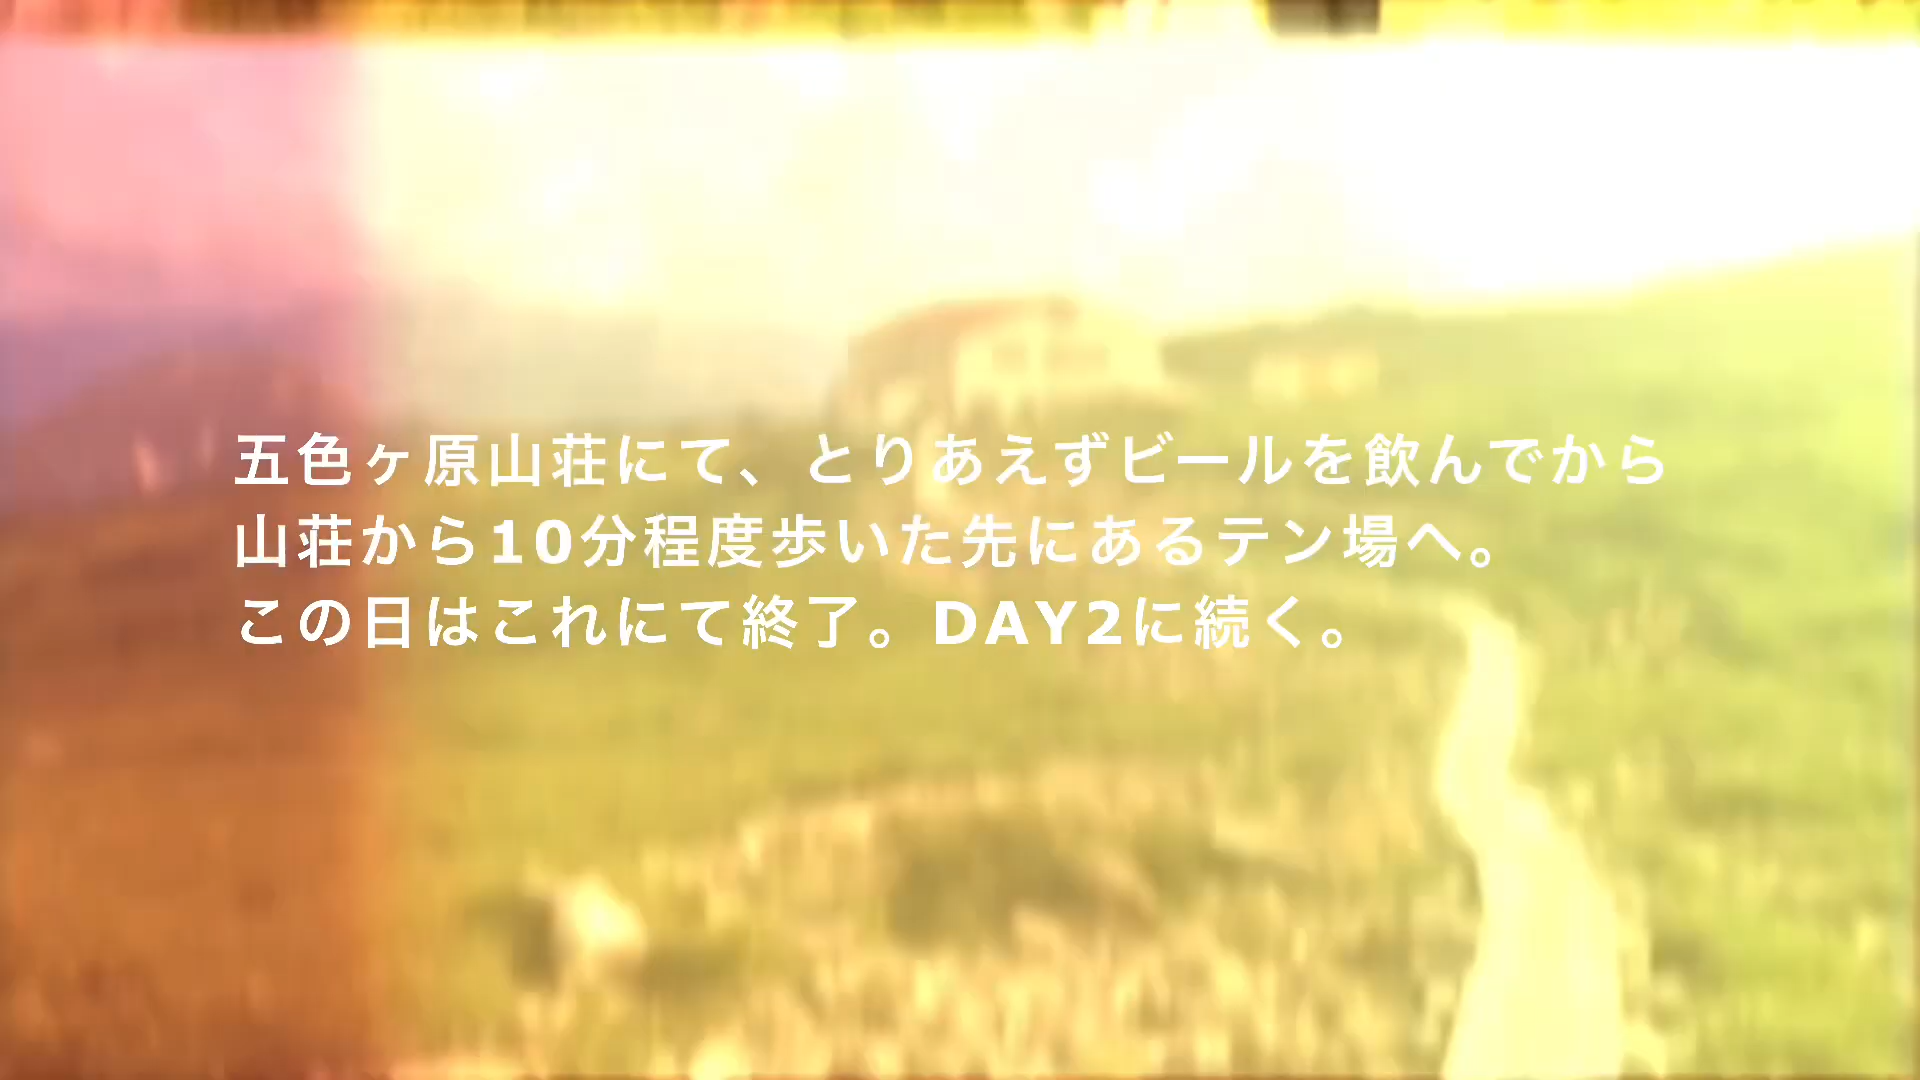 五色ヶ原山荘にて、とりあえずビールを飲んでから
山荘から10分程度歩いた先にあるテン場へ。
この日はこれにて終了。DAY2に続く。